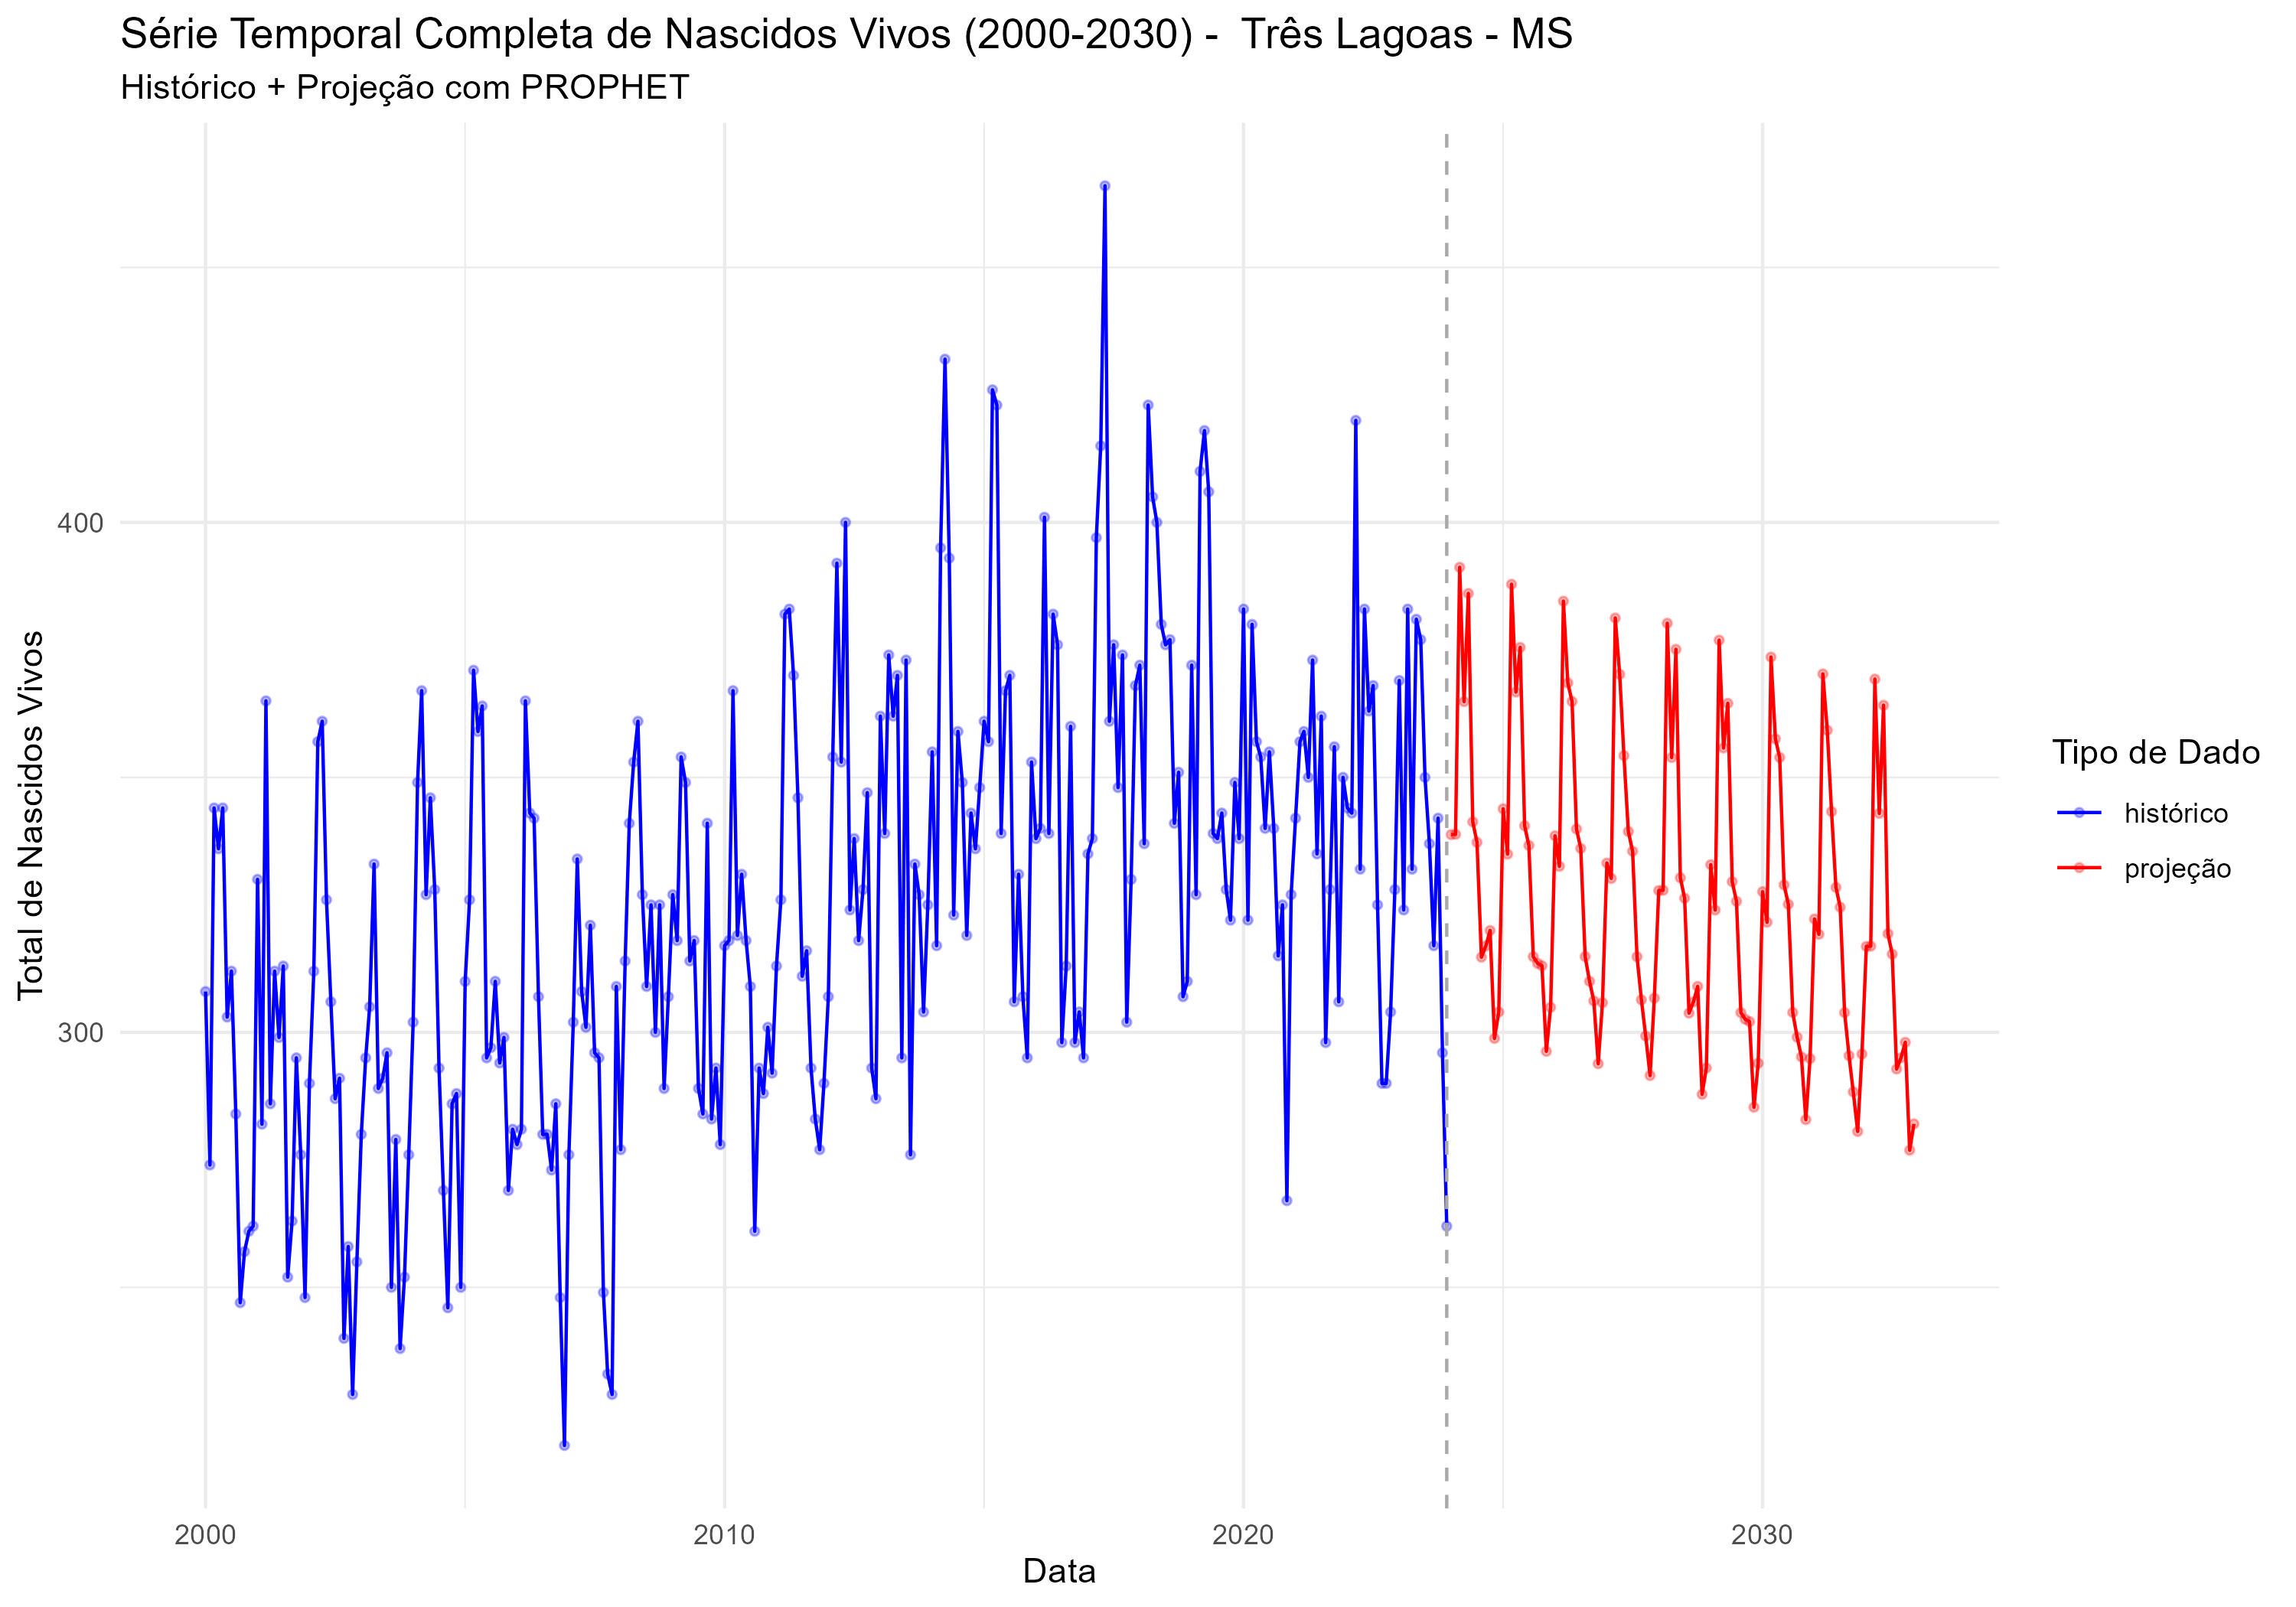 Série Temporal Completa de Nascidos Vivos (2000-2030) -  Três Lagoas - MS
Histórico + Projeção com PROPHET
Total de Nascidos Vivos
400
300
2000
2010
2020
2030
Data
Tipo de Dado
histórico
projeção